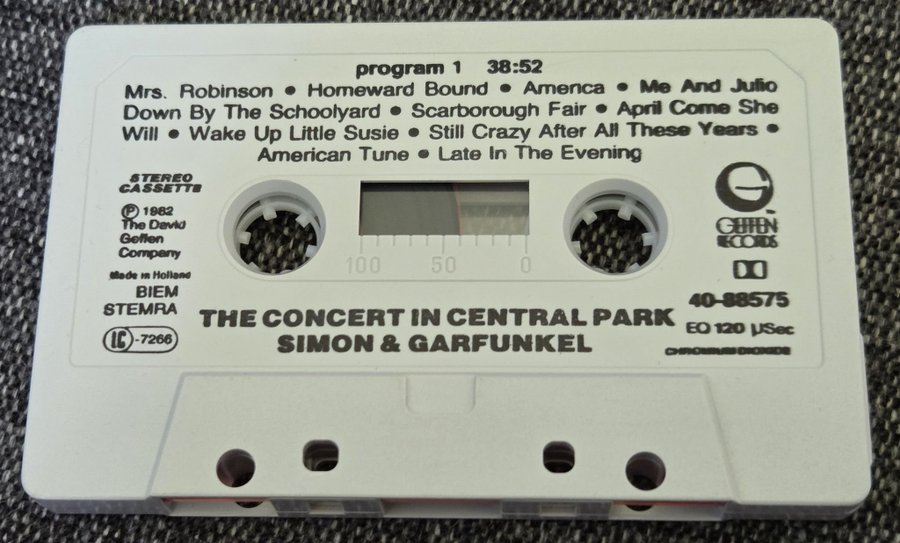 program 1 38:52
Mrs. Robinson • Homeward Bound • America • Me And Julio
Down By The Schoolyard • Scarborough Fair • April Come She
Will • Wake Up Little Susie • Still Crazy After All These Years •
American Tune • Late In The Evening
STEREO
CASSETTE
℗ 1982
The David
Geffen
Company
Made in Holland
BIEM
STEMRA
LC-7266
100 50 0
G
GEFFEN
RECORDS
™
40-88575
EQ 120 µSec
CHROMIUM DIOXIDE
THE CONCERT IN CENTRAL PARK
SIMON & GARFUNKEL